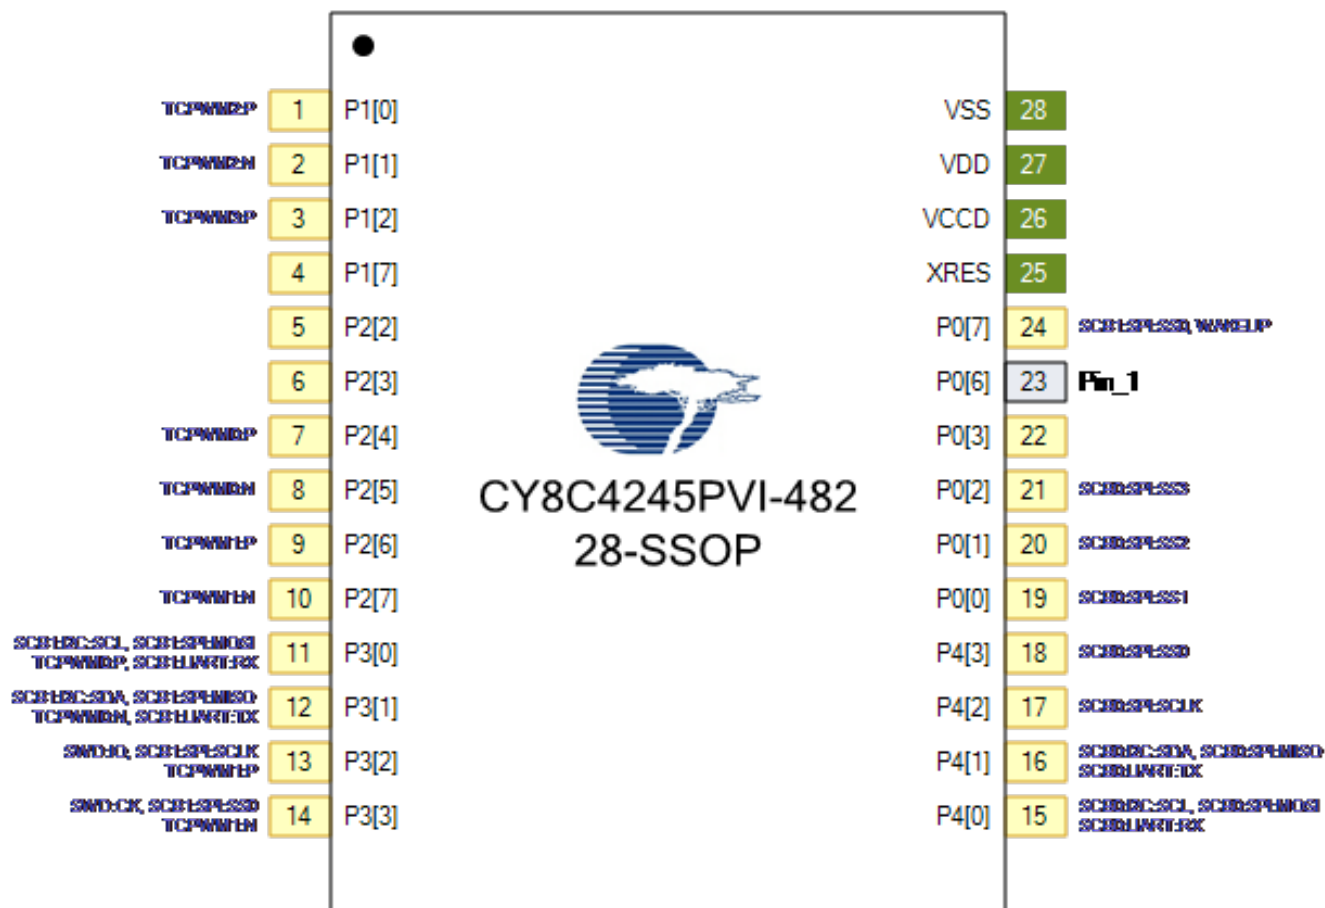 TCPWM2:P 1 P1[0] VSS 28
TCPWM2:N 2 P1[1] VDD 27
TCPWM3:P 3 P1[2] VCCD 26
4 P1[7] XRES 25
5 P2[2] P0[7] 24 SCB1:SPI:SS0, WAKEUP
6 P2[3] P0[6] 23 Pin_1
TCPWM0:P 7 P2[4] P0[3] 22
TCPWM0:N 8 P2[5] P0[2] 21 SCB0:SPI:SS3
CY8C4245PVI-482
28-SSOP
TCPWM1:P 9 P2[6] P0[1] 20 SCB0:SPI:SS2
TCPWM1:N 10 P2[7] P0[0] 19 SCB0:SPI:SS1
SCB1:I2C:SCL, SCB1:SPI:MOSI
TCPWM0:P, SCB1:UART:RX 11 P3[0] P4[3] 18 SCB0:SPI:SS0
SCB1:I2C:SDA, SCB1:SPI:MISO
TCPWM0:N, SCB1:UART:TX 12 P3[1] P4[2] 17 SCB0:SPI:SCLK
SWD:IO, SCB1:SPI:SCLK
TCPWM1:P 13 P3[2] P4[1] 16 SCB0:I2C:SDA, SCB0:SPI:MISO
SCB0:UART:TX
SWD:CK, SCB1:SPI:SS0
TCPWM1:N 14 P3[3] P4[0] 15 SCB0:I2C:SCL, SCB0:SPI:MOSI
SCB0:UART:RX